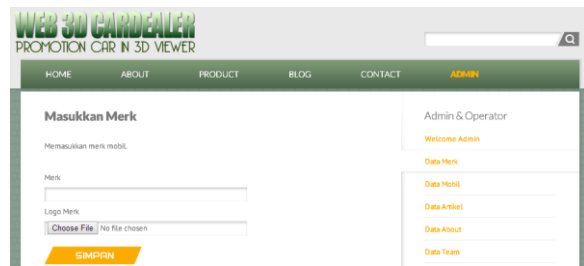 WEB 3D CARDEALER
PROMOTION CAR IN 3D VIEWER
HOME ABOUT PRODUCT BLOG CONTACT ADMIN
Masukkan Merk
Memasukkan merk mobil.
Merk
Logo Merk
Choose File No file chosen
SIMPAN
Admin & Operator
Welcome Admin
Data Merk
Data Mobil
Data Artikel
Data About
Data Team